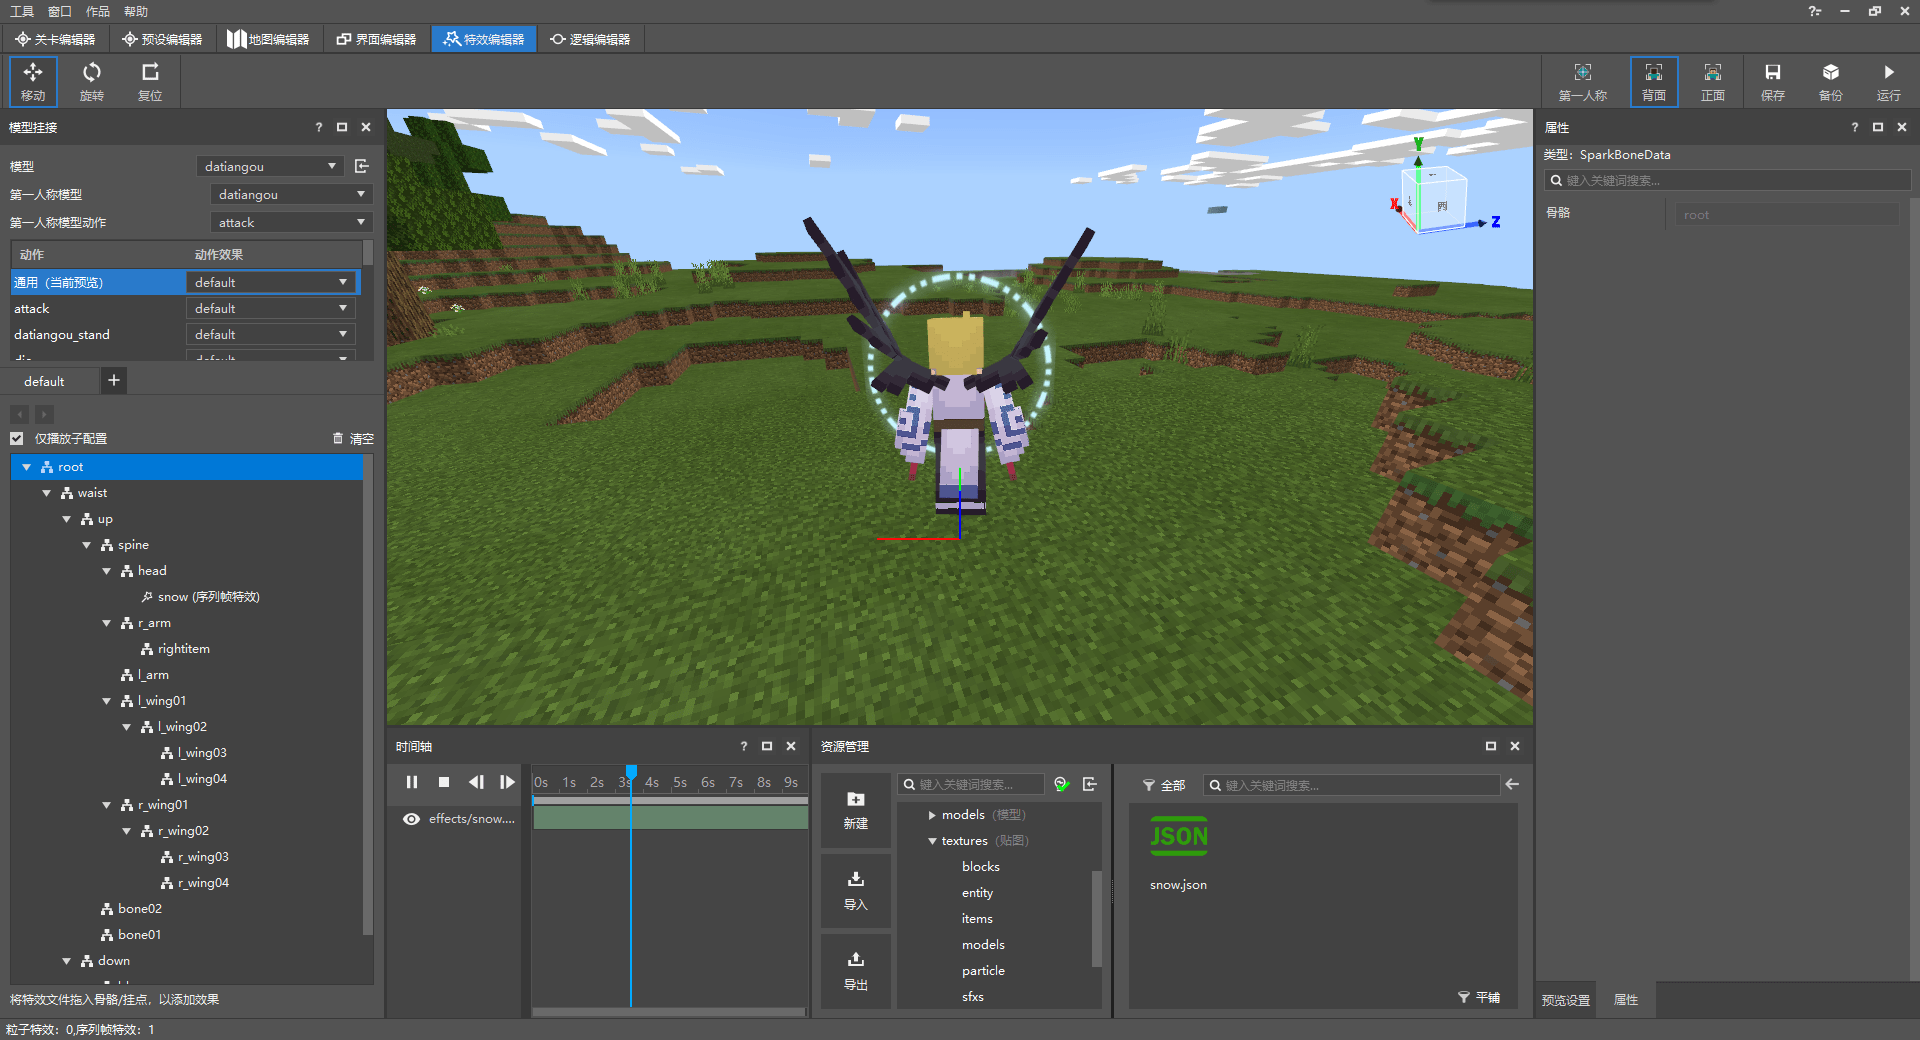 工具 窗口 作品 帮助
关卡编辑器 预设编辑器 地图编辑器 界面编辑器 特效编辑器 逻辑编辑器
移动 旋转 复位 第一人称 背面 正面 保存 备份 运行
模型挂接
模型 datiangou
第一人称模型 datiangou
第一人称模型动作 attack
动作 动作效果
通用（当前预览) default
attack default
datiangou_stand default
die default
default +
仅播放子配置 清空
root
waist
up
spine
head
snow (序列帧特效)
r_arm
rightitem
l_arm
l_wing01
l_wing02
l_wing03
l_wing04
r_wing01
r_wing02
r_wing03
r_wing04
bone02
bone01
down
将特效文件拖入骨骼/挂点，以添加效果
粒子特效：0,序列帧特效：1
Y
X
Z
时间轴
0s 1s 2s 3s 4s 5s 6s 7s 8s 9s
effects/snow....
资源管理
新建
导入
导出
键入关键词搜索...
models (模型)
textures (贴图)
blocks
entity
items
models
particle
sfxs
全部 键入关键词搜索...
JSON
snow.json
平铺
属性
类型：SparkBoneData
键入关键词搜索...
骨骼 root
预览设置 属性